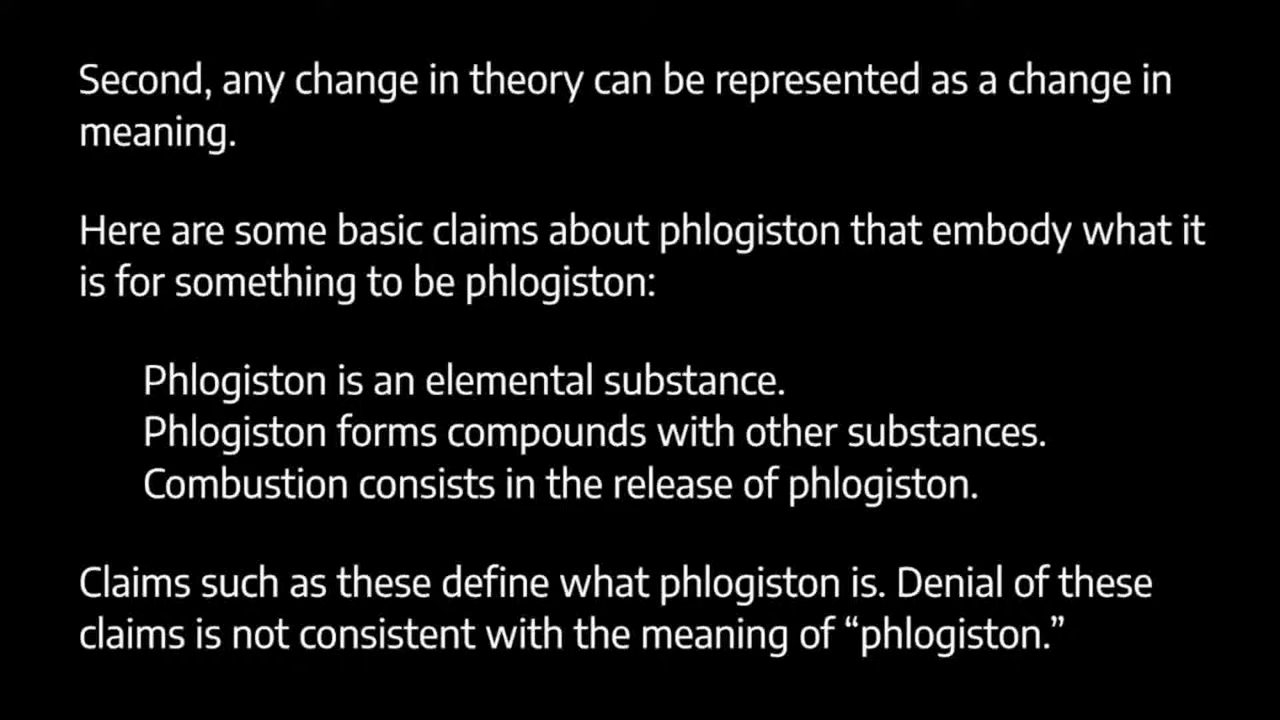 Second, any change in theory can be represented as a change in
meaning.
Here are some basic claims about phlogiston that embody what it
is for something to be phlogiston:
Phlogiston is an elemental substance.
Phlogiston forms compounds with other substances.
Combustion consists in the release of phlogiston.
Claims such as these define what phlogiston is. Denial of these
claims is not consistent with the meaning of “phlogiston.”